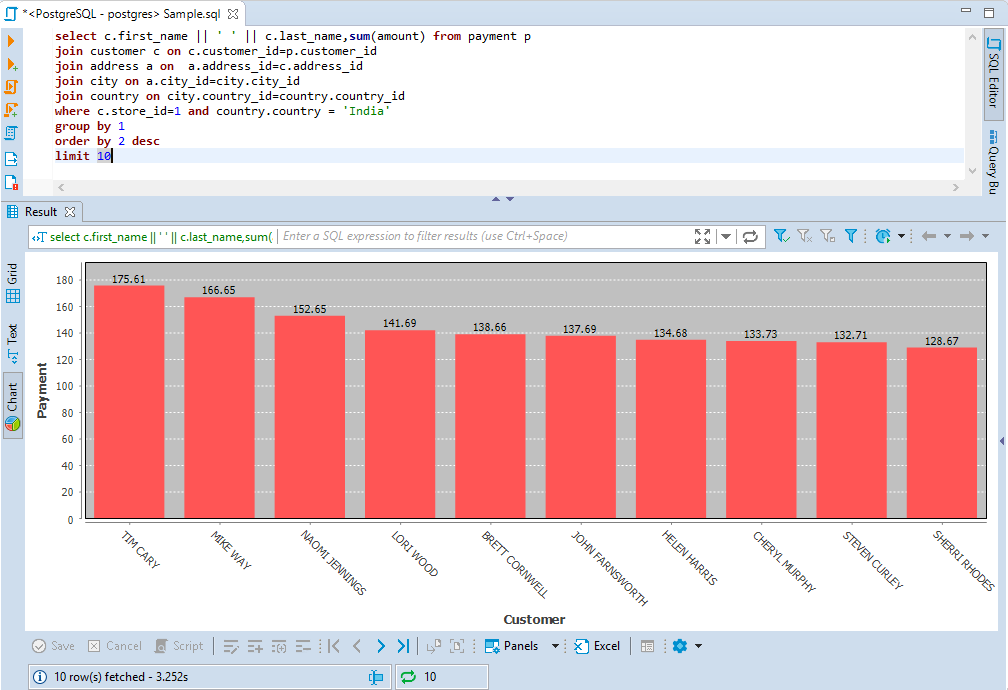 *<PostgreSQL - postgres> Sample.sql
select c.first_name || ' ' || c.last_name,sum(amount) from payment p
join customer c on c.customer_id=p.customer_id
join address a on  a.address_id=c.address_id
join city on a.city_id=city.city_id
join country on city.country_id=country.country_id
where c.store_id=1 and country.country = 'India'
group by 1
order by 2 desc
limit 10
SQL Editor
Query Bu
Result
select c.first_name || ' ' || c.last_name,sum(
Enter a SQL expression to filter results (use Ctrl+Space)
Grid
Text
Chart
Payment
180
160
140
120
100
80
60
40
20
0
175.61
166.65
152.65
141.69
138.66
137.69
134.68
133.73
132.71
128.67
TIM CARY
MIKE WAY
NAOMI JENNINGS
LORI WOOD
BRETT CORNWELL
JOHN FARNSWORTH
HELEN HARRIS
CHERYL MURPHY
STEVEN CURLEY
SHERRI RHODES
Customer
Save Cancel Script Panels Excel
10 row(s) fetched - 3.252s
10